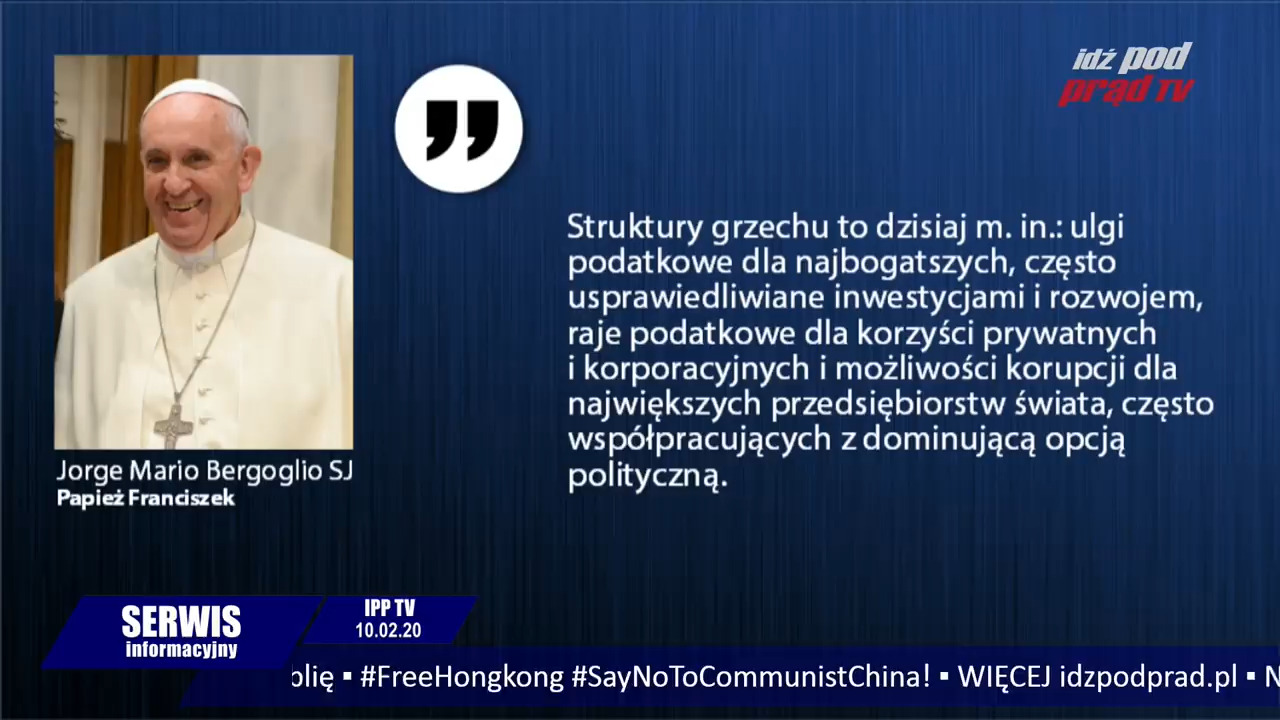 idź pod
prąd TV
Struktury grzechu to dzisiaj m. in.: ulgi
podatkowe dla najbogatszych, często
usprawiedliwiane inwestycjami i rozwojem,
raje podatkowe dla korzyści prywatnych
i korporacyjnych i możliwości korupcji dla
największych przedsiębiorstw świata, często
współpracujących z dominującą opcją
polityczną.
Jorge Mario Bergoglio SJ
Papież Franciszek
SERWIS
informacyjny
IPP TV
10.02.20
blię ▪ #FreeHongkong #SayNoToCommunistChina! ▪ WIĘCEJ idzpodprad.pl ▪ N